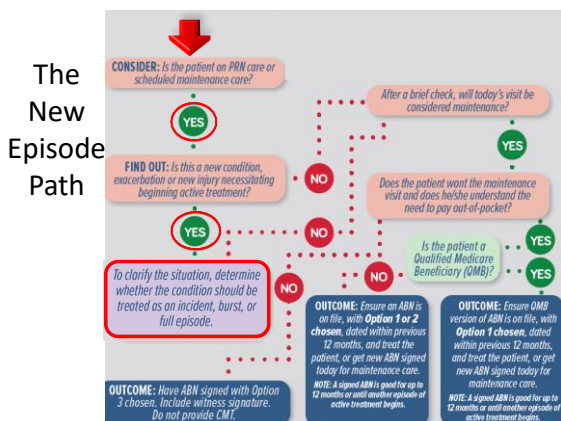 The
New
Episode
Path
CONSIDER: Is the patient on PRN care or
scheduled maintenance care?
YES
FIND OUT: Is this a new condition,
exacerbation or new injury necessitating
beginning active treatment?
YES
To clarify the situation, determine
whether the condition should be
treated as an incident, burst, or
full episode.
NO
NO
NO
After a brief check, will today's visit be
considered maintenance?
YES
Does the patient want the maintenance
visit and does he/she understand the
need to pay out-of-pocket?
YES
Is the patient a
Qualified Medicare
Beneficiary (QMB)?
YES
NO
OUTCOME: Have ABN signed with Option
3 chosen. Include witness signature.
Do not provide CMT.
OUTCOME: Ensure an ABN is
on file, with Option 1 or 2
chosen, dated within previous
12 months, and treat the
patient, or get new ABN signed
today for maintenance care.
NOTE: A signed ABN is good for up to
12 months or until another episode of
active treatment begins.
OUTCOME: Ensure QMB
version of ABN is on file, with
Option 1 chosen, dated
within previous 12 months,
and treat the patient, or get
new ABN signed today for
maintenance care.
NOTE: A signed ABN is good for up to
12 months or until another episode of
active treatment begins.